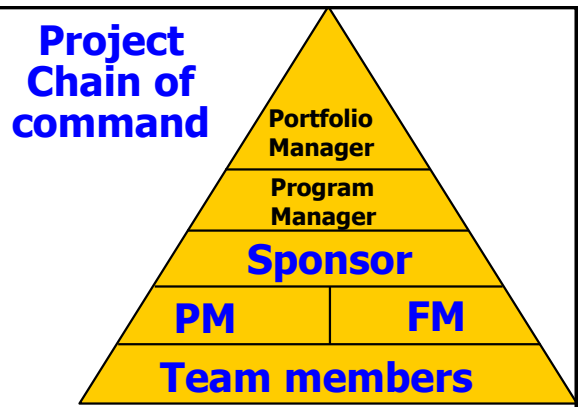 Project
Chain of
command
Portfolio
Manager
Program
Manager
Sponsor
PM FM
Team members